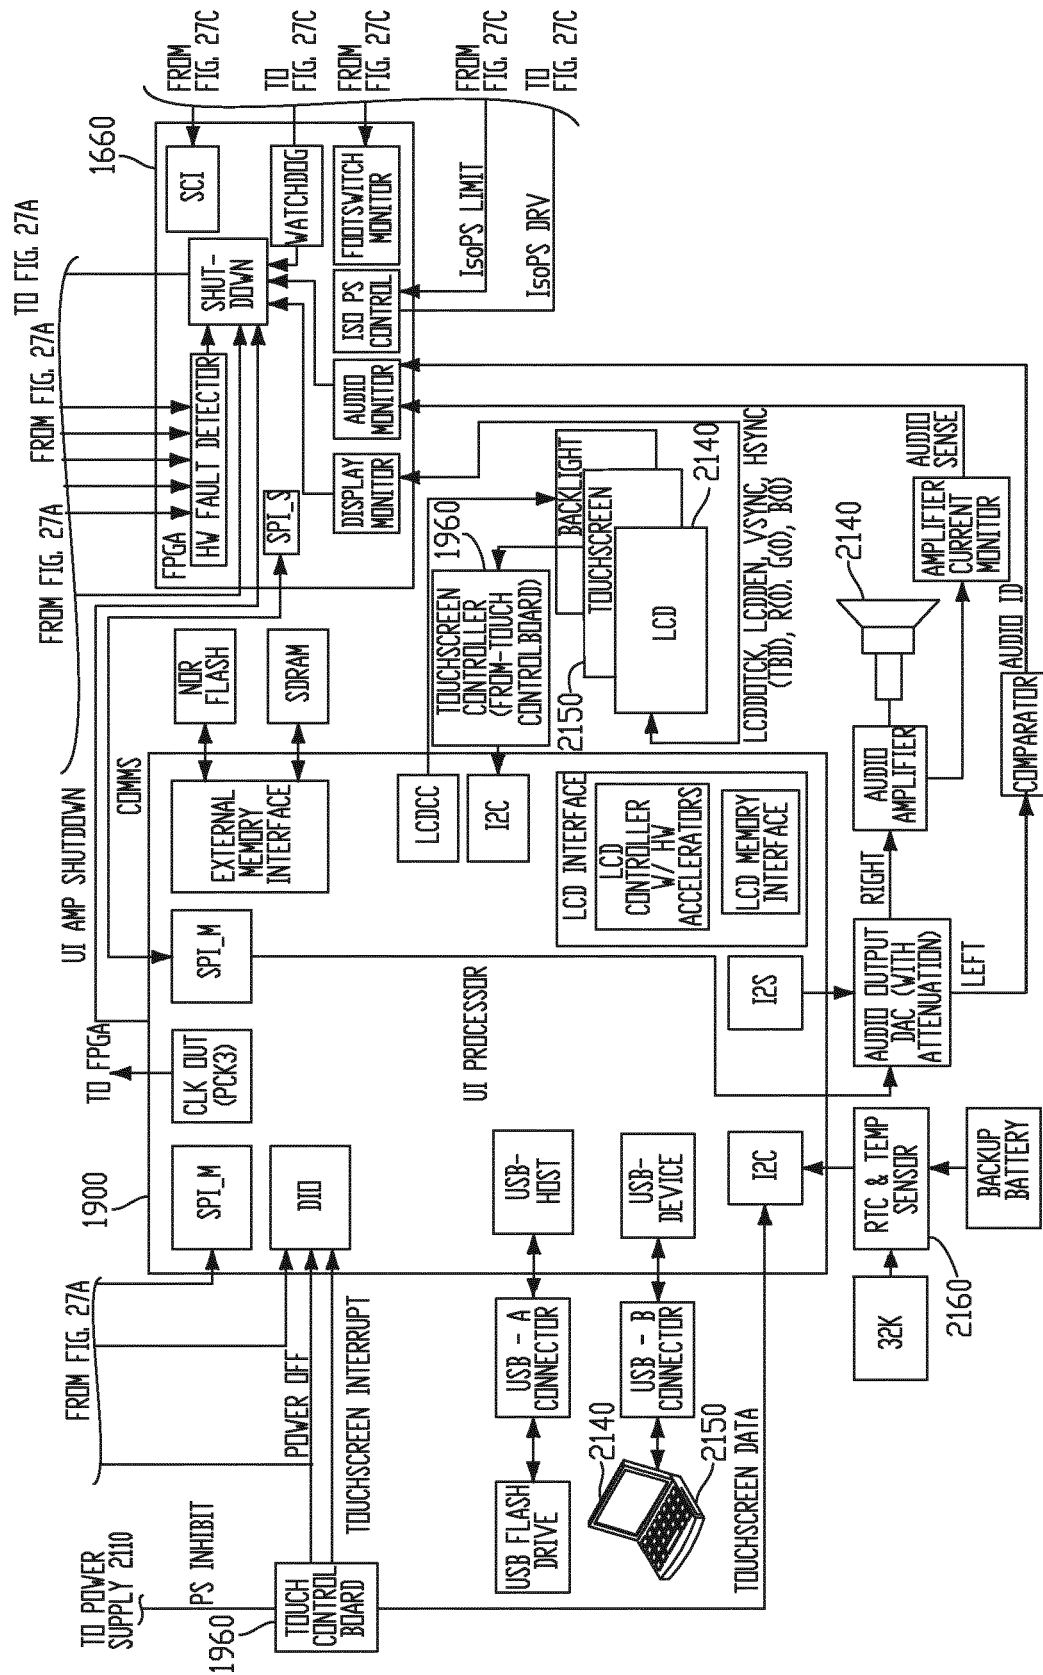 TO POWER
SUPPLY 2110
PS INHIBIT
1960
TOUCH
CONTROL
BOARD
FROM FIG. 27A
POWER OFF
TOUCHSCREEN INTERRUPT
USB FLASH
DRIVE
USB - A
CONNECTOR
USB-
HOST
2140
2150
USB - B
CONNECTOR
USB-
DEVICE
TOUCHSCREEN DATA
32K
2160
RTC & TEMP
SENSOR
BACKUP
BATTERY
I2C
1900
SPI_M
DIO
TO FPGA
CLK OUT
(PCK3)
SPI_M
UI PROCESSOR
I2S
AUDIO OUTPUT
DAC (WITH
ATTENUATION)
RIGHT
LEFT
UI AMP SHUTDOWN
COMMS
EXTERNAL
MEMORY
INTERFACE
NOR
FLASH
SDRAM
LCDCC
I2C
LCD INTERFACE
LCD
CONTROLLER
W/ HW
ACCELERATORS
LCD MEMORY
INTERFACE
TOUCHSCREEN
CONTROLLER
(FROM-TOUCH
CONTROLBOARD)
1960
2150
BACKLIGHT
TOUCHSCREEN
LCD
2140
LCDDOTCK, LCDDEN, VSYNC, HSYNC
(TBD), R(0). G(0), B(0)
AUDIO
AMPLIFIER
2140
AMPLIFIER
CURRENT
MONITOR
AUDIO
SENSE
COMPARATOR
AUDIO ID
FROM FIG. 27A
FROM FIG. 27A
TO FIG. 27A
1660
FPGA
HW FAULT DETECTOR
SHUT-
DOWN
SCI
WATCHDOG
SPI_S
DISPLAY
MONITOR
AUDIO
MONITOR
ISO PS
CONTROL
FOOTSWITCH
MONITOR
IsoPS LIMIT
IsoPS DRV
FROM
FIG. 27C
TO
FIG. 27C
FROM
FIG. 27C
FROM
FIG. 27C
TO
FIG. 27C